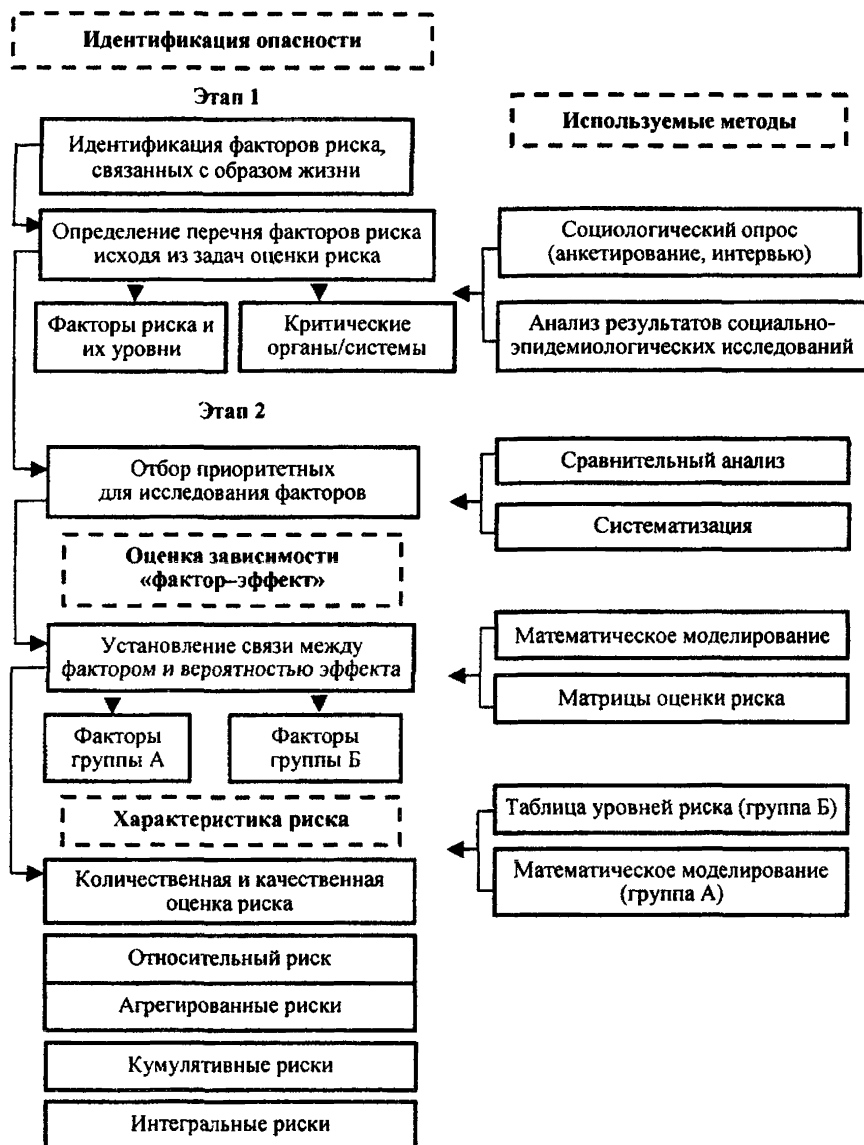 Идентификация опасности
Этап 1
Используемые методы
Идентификация факторов риска,
связанных с образом жизни
Определение перечня факторов риска
исходя из задач оценки риска
Социологический опрос
(анкетирование, интервью)
Факторы риска и
их уровни
Критические
органы/системы
Анализ результатов социально-
эпидемиологических исследований
Этап 2
Отбор приоритетных
для исследования факторов
Сравнительный анализ
Систематизация
Оценка зависимости
«фактор–эффект»
Установление связи между
фактором и вероятностью эффекта
Математическое моделирование
Матрицы оценки риска
Факторы
группы А
Факторы
группы Б
Характеристика риска
Таблица уровней риска (группа Б)
Количественная и качественная
оценка риска
Математическое моделирование
(группа А)
Относительный риск
Агрегированные риски
Кумулятивные риски
Интегральные риски